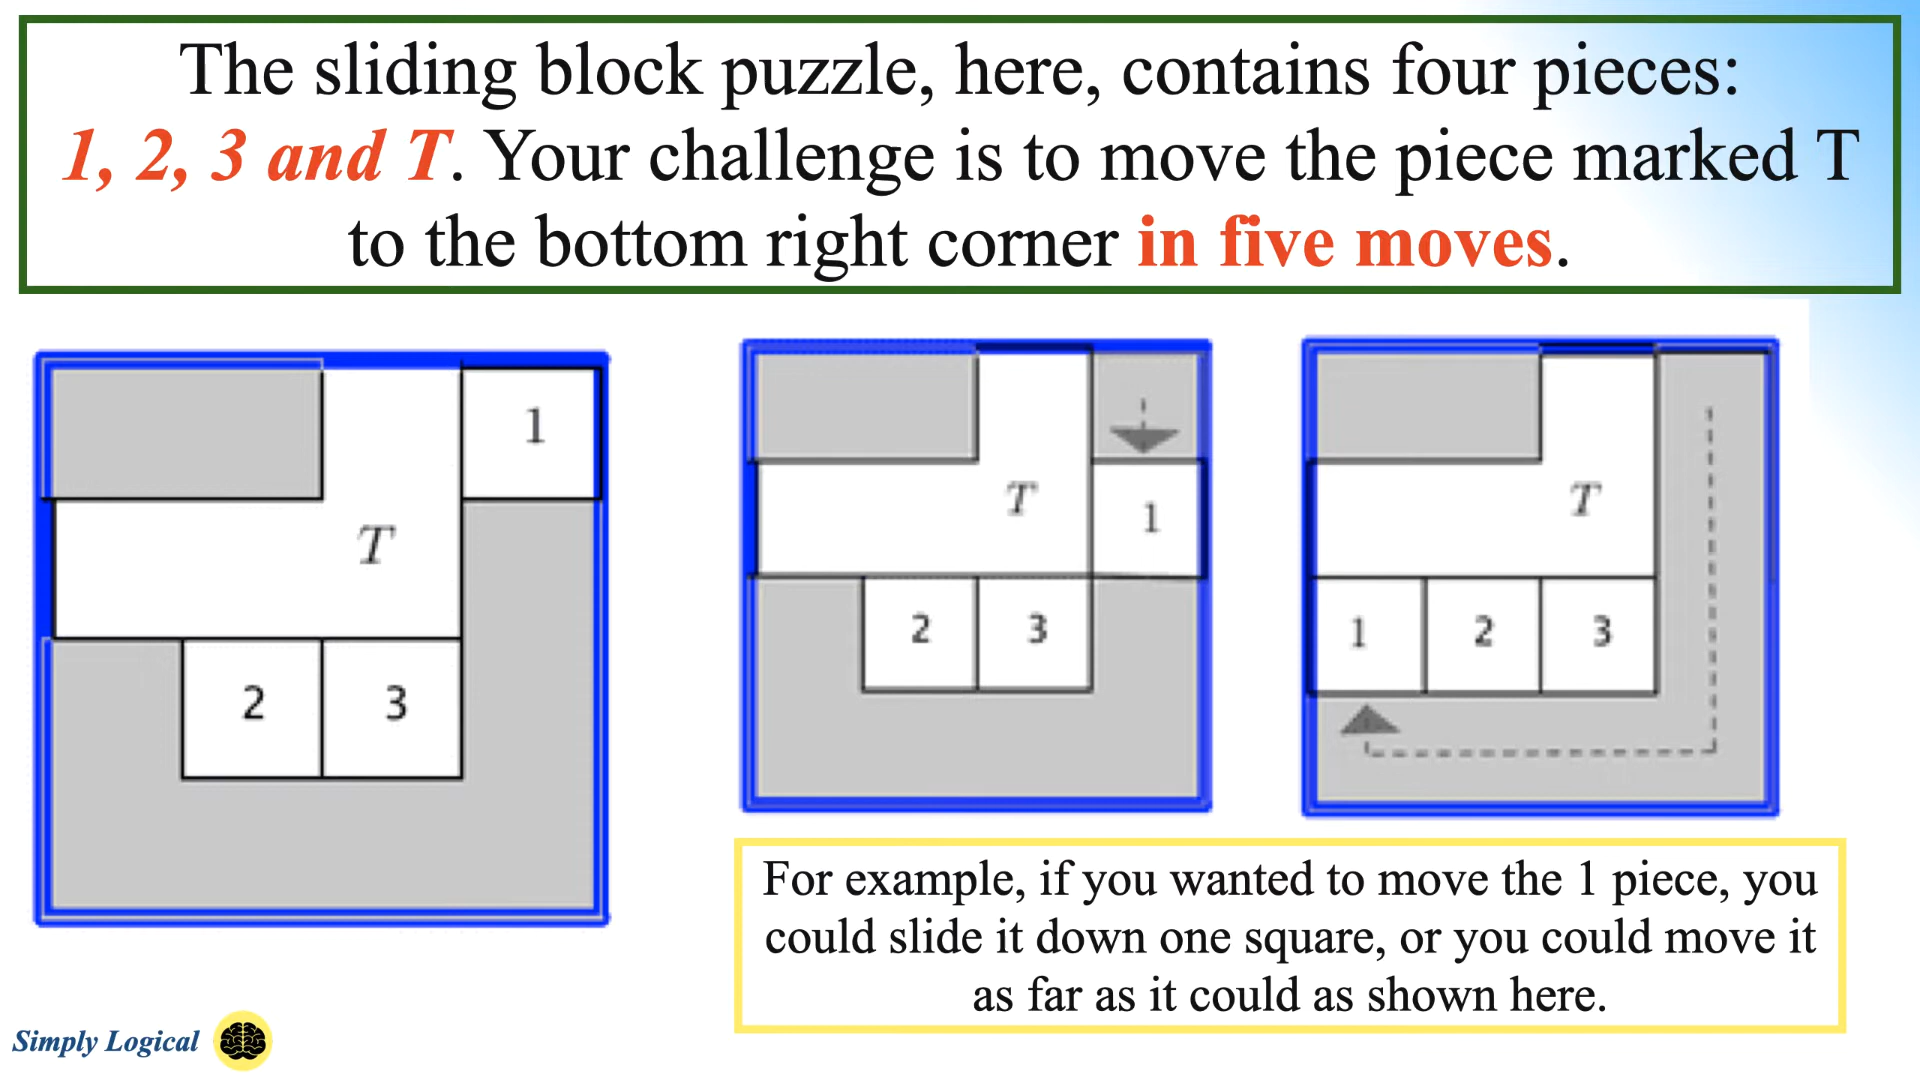 The sliding block puzzle, here, contains four pieces:
1, 2, 3 and T. Your challenge is to move the piece marked T
to the bottom right corner in five moves.
1
T
2 3
T
1
2 3
T
1 2 3
For example, if you wanted to move the 1 piece, you
could slide it down one square, or you could move it
as far as it could as shown here.
Simply Logical